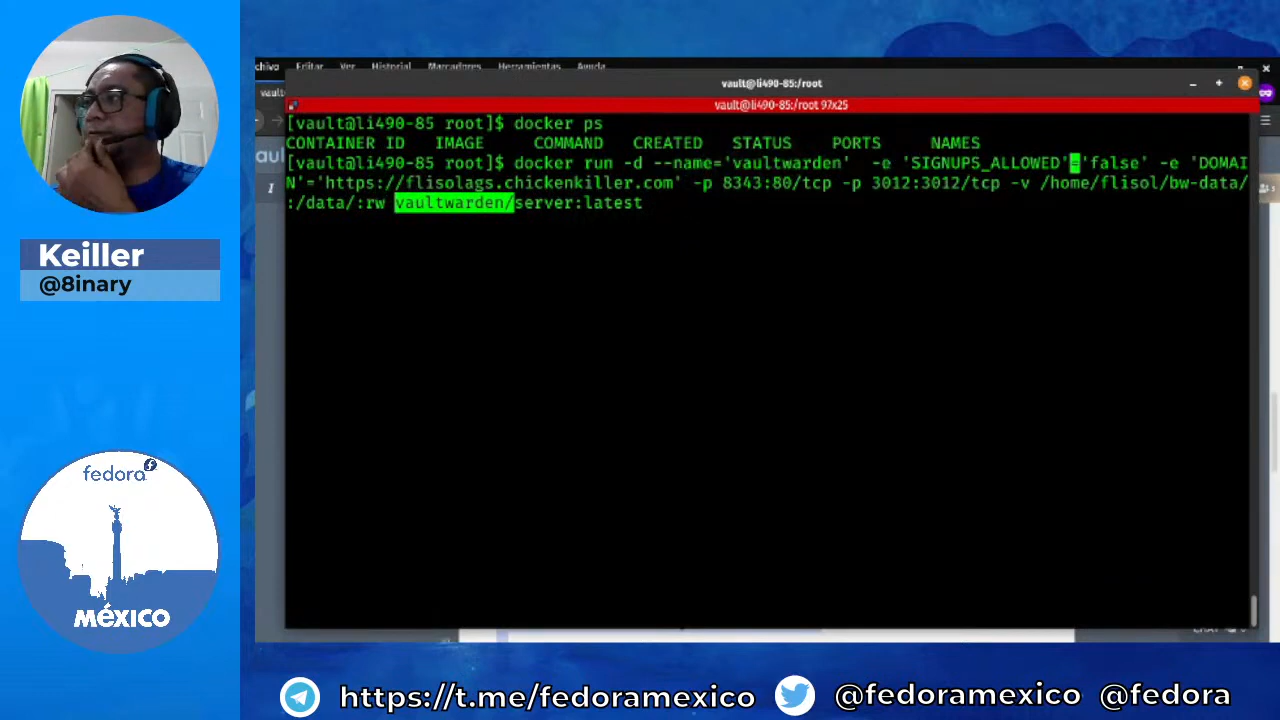 Keiller
@8inary
fedora
méxico
chivo Editar Ver Historial Marcadores Herramientas Ayuda
vault
vault@li490-85:/root
vault@li490-85:/root 97x25
[vault@li490-85 root]$ docker ps
CONTAINER ID IMAGE COMMAND CREATED STATUS PORTS NAMES
[vault@li490-85 root]$ docker run -d --name='vaultwarden' -e 'SIGNUPS_ALLOWED'='false' -e 'DOMAI
N'='https://flisolags.chickenkiller.com' -p 8343:80/tcp -p 3012:3012/tcp -v /home/flisol/bw-data/
:/data/:rw vaultwarden/server:latest
https://t.me/fedoramexico @fedoramexico @fedora